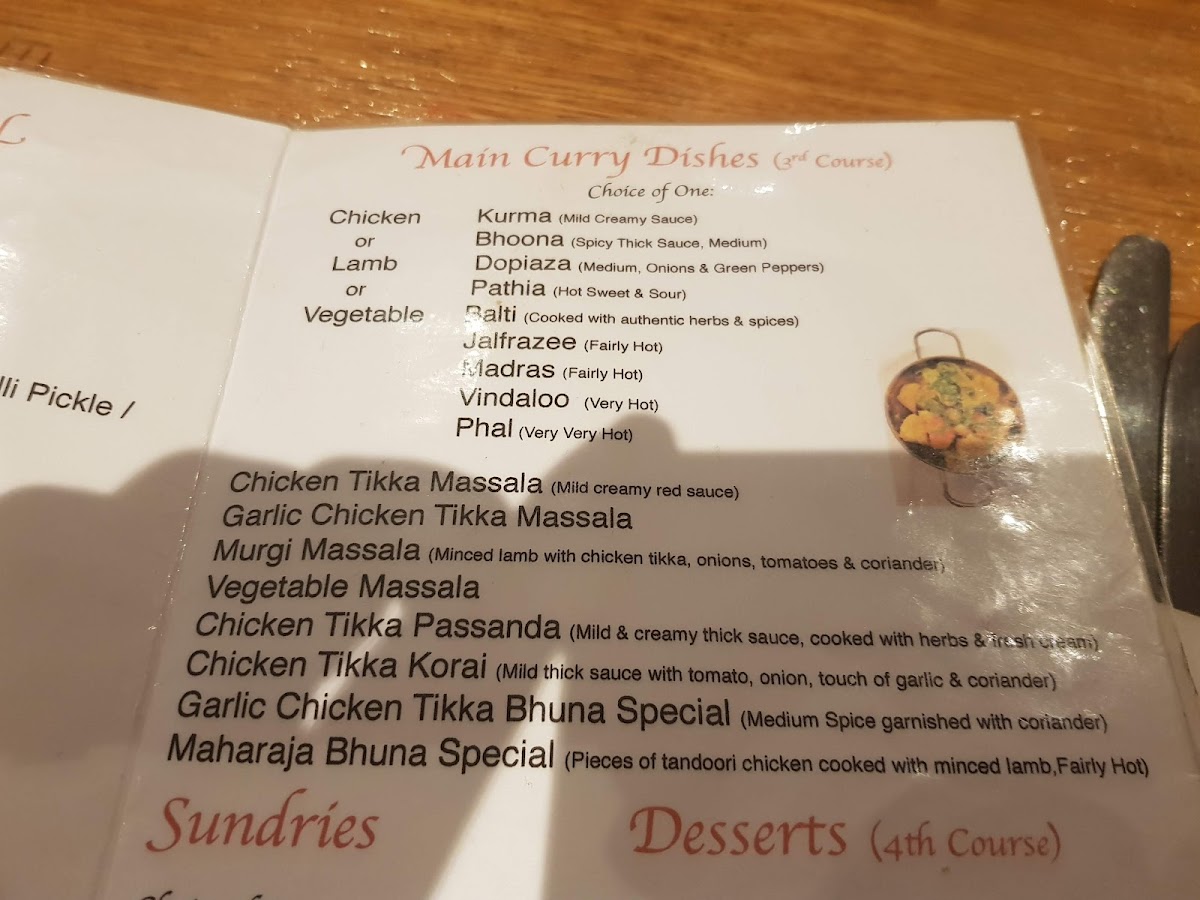 L
lli Pickle /
Main Curry Dishes (3rd Course)
Choice of One:
Chicken
or
Lamb
or
Vegetable
Kurma (Mild Creamy Sauce)
Bhoona (Spicy Thick Sauce, Medium)
Dopiaza (Medium, Onions & Green Peppers)
Pathia (Hot Sweet & Sour)
Balti (Cooked with authentic herbs & spices)
Jalfrazee (Fairly Hot)
Madras (Fairly Hot)
Vindaloo (Very Hot)
Phal (Very Very Hot)
Chicken Tikka Massala (Mild creamy red sauce)
Garlic Chicken Tikka Massala
Murgi Massala (Minced lamb with chicken tikka, onions, tomatoes & coriander)
Vegetable Massala
Chicken Tikka Passanda (Mild & creamy thick sauce, cooked with herbs & fresh cream)
Chicken Tikka Korai (Mild thick sauce with tomato, onion, touch of garlic & coriander)
Garlic Chicken Tikka Bhuna Special (Medium Spice garnished with coriander)
Maharaja Bhuna Special (Pieces of tandoori chicken cooked with minced lamb,Fairly Hot)
Sundries
Desserts (4th Course)